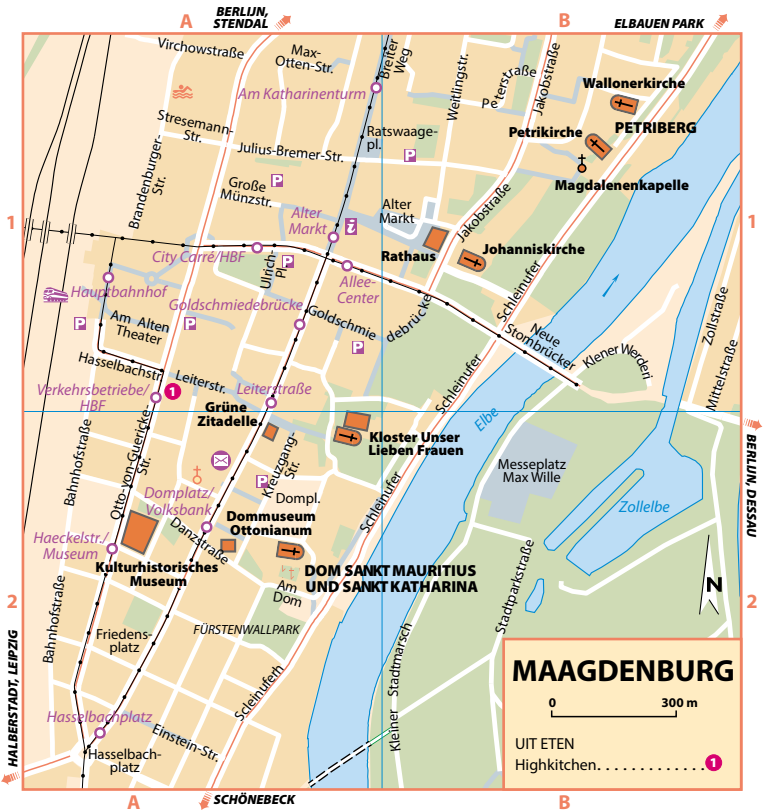 A
BERLIJN,
STENDAL
B
ELBAUEN PARK
Virchowstraße
Max-
Otten-Str.
Breiter
Weg
Am Katharinenturm
Weitlingstr.
Peterstraße
Jakobstraße
Wallonerkirche
Petrikirche
PETRIBERG
Magdalenenkapelle
Brandenburger-
Str.
Stresemann-
Str.
Julius-Bremer-Str.
Ratswaage-
pl.
P
P
Große
Münzstr.
1
1
Alter
Markt
i
Alter
Markt
Jakobstraße
Rathaus
Johanniskirche
City Carré/HBF
Ulrich-
Pl.
P
Allee-
Center
Schleinufer
Hauptbahnhof
Goldschmiedebrücke
Goldschmie
debrücke
P
P
P
Am Alten
Theater
Neue
Stombrücker
Klener Werderi
Zollstraße
Mittelstraße
Hasselbachstr.
Leiterstr.
Leiterstraße
Schleinufer
Verkehrsbetriebe/
HBF
1
Grüne
Zitadelle
Elbe
Kloster Unser
Lieben Frauen
BERLIJN, DESSAU
Bahnhofstraße
Otto-von-Guericke-
Str.
Kreuzgang-
Str.
P
Messeplatz
Max Wille
Zollelbe
Domplatz/
Volksbank
Dompl.
Schleinufer
Danzstraße
Dommuseum
Ottonianum
Haeckelstr./
Museum
Kulturhistorisches
Museum
DOM SANKT MAURITIUS
UND SANKT KATHARINA
Am
Dom
N
2
2
Bahnhofstraße
Friedens-
platz
FÜRSTENWALLPARK
Stadtparkstraße
Kleiner Stadtmarsch
Scleinuferh
HALBERSTADT, LEIPZIG
Hasselbachplatz
Einstein-Str.
Hasselbach-
platz
MAAGDENBURG
0 300 m
UIT ETEN
Highkitchen. . . . . . . . . . . . 1
A
SCHÖNEBECK
B